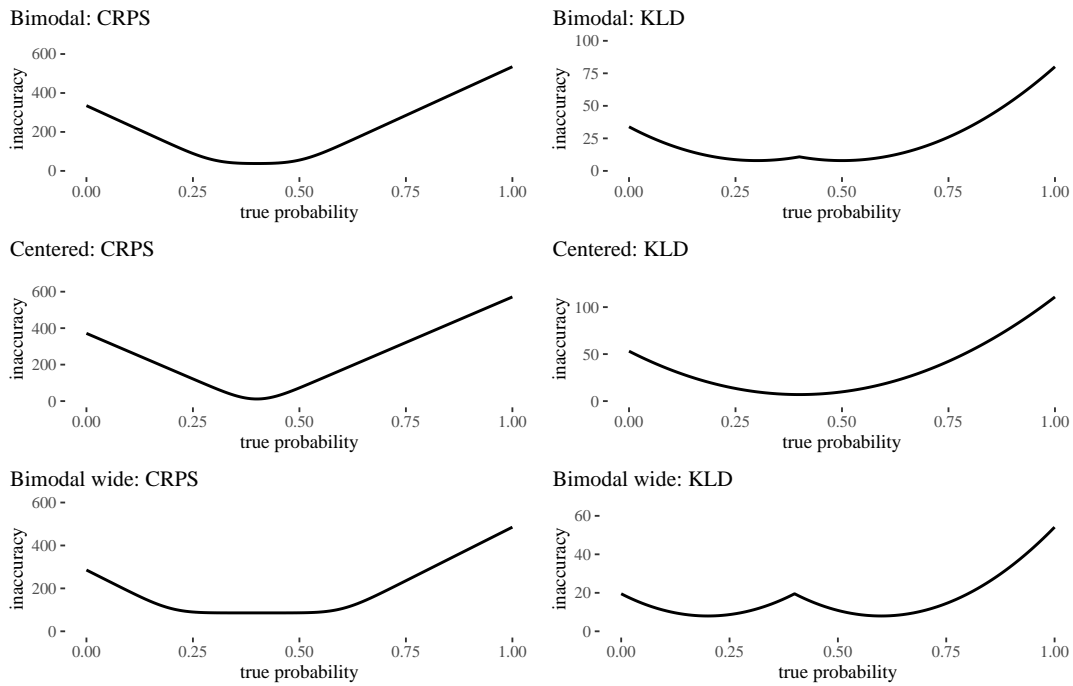 Bimodal: CRPS
inaccuracy
600
400
200
0
0.00 0.25 0.50 0.75 1.00
true probability
Bimodal: KLD
inaccuracy
100
75
50
25
0
0.00 0.25 0.50 0.75 1.00
true probability
Centered: CRPS
inaccuracy
600
400
200
0
0.00 0.25 0.50 0.75 1.00
true probability
Centered: KLD
inaccuracy
100
50
0
0.00 0.25 0.50 0.75 1.00
true probability
Bimodal wide: CRPS
inaccuracy
600
400
200
0
0.00 0.25 0.50 0.75 1.00
true probability
Bimodal wide: KLD
inaccuracy
60
40
20
0
0.00 0.25 0.50 0.75 1.00
true probability